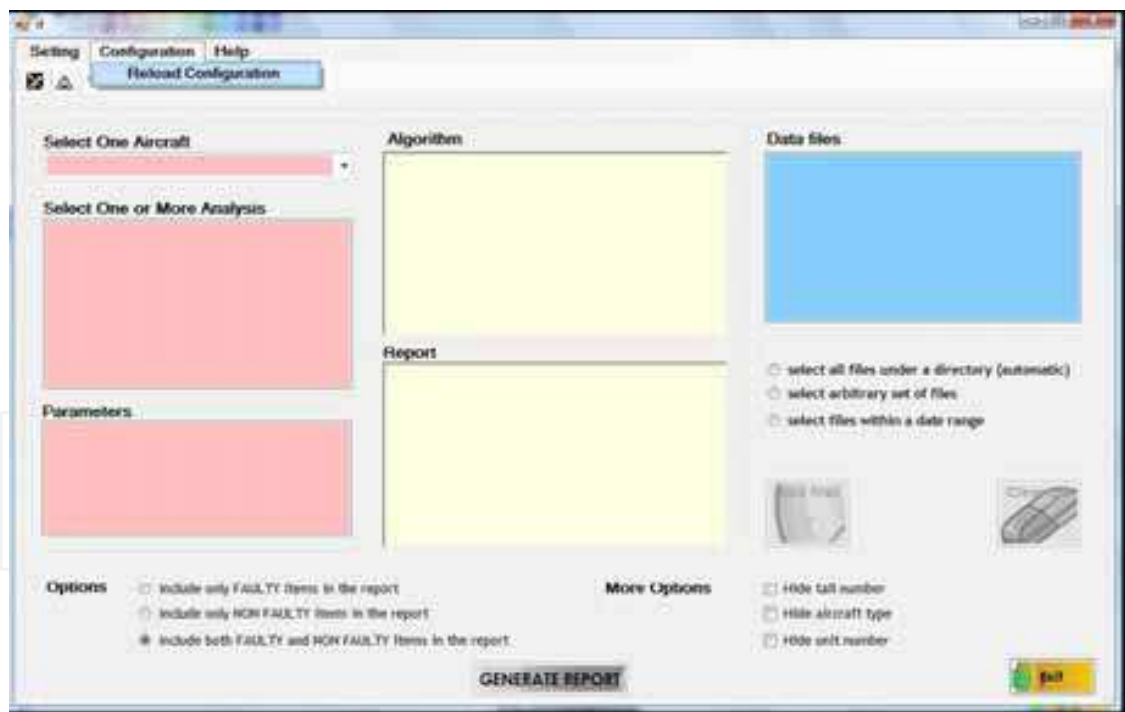 Setting Configuration Help
Reload Configuration
Select One Aircraft
Algorithm
Data files
Select One or More Analysis
Report
select all files under a directory (automatic)
select arbitrary set of files
Parameters
select files within a date range
Clear
Options
include only FAULTY items in the report
More Options
Hide tail number
include only NON FAULTY items in the report
Hide aircraft type
include both FAULTY and NON FAULTY items in the report
Hide unit number
GENERATE REPORT
Exit